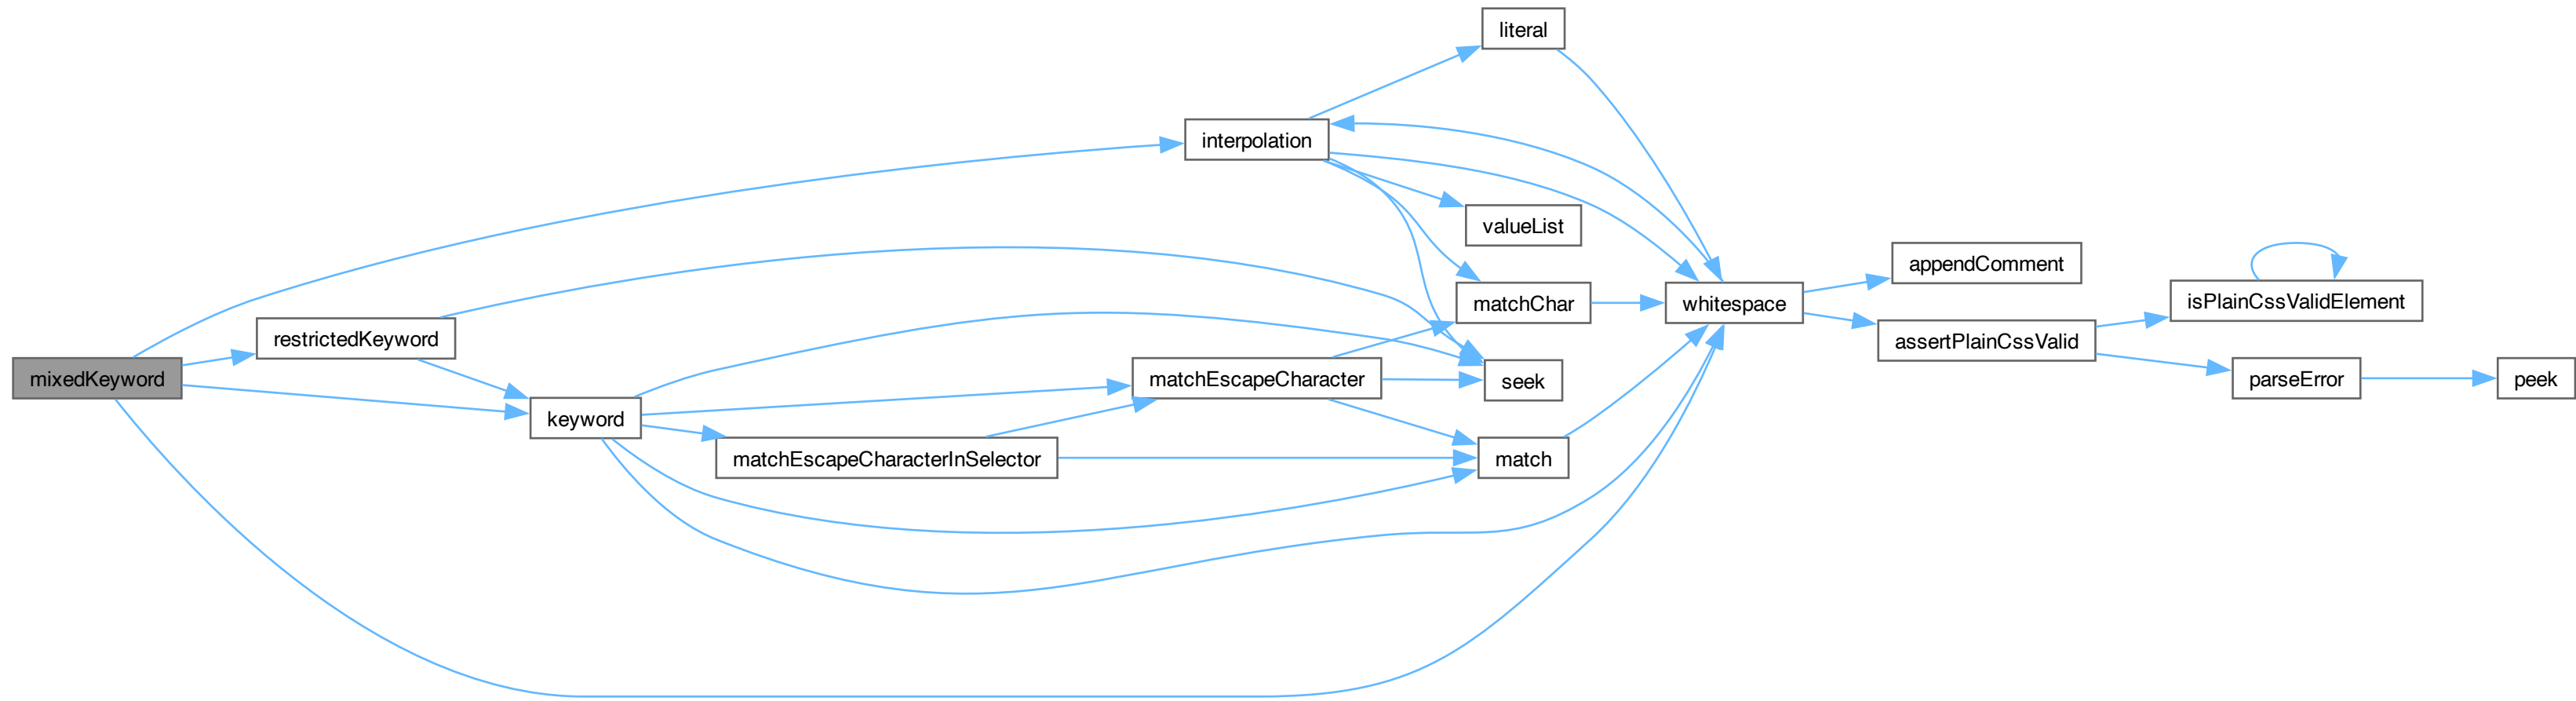 mixedKeyword
restrictedKeyword
keyword
matchEscapeCharacterInSelector
matchEscapeCharacter
interpolation
literal
valueList
matchChar
seek
match
whitespace
appendComment
assertPlainCssValid
isPlainCssValidElement
parseError
peek